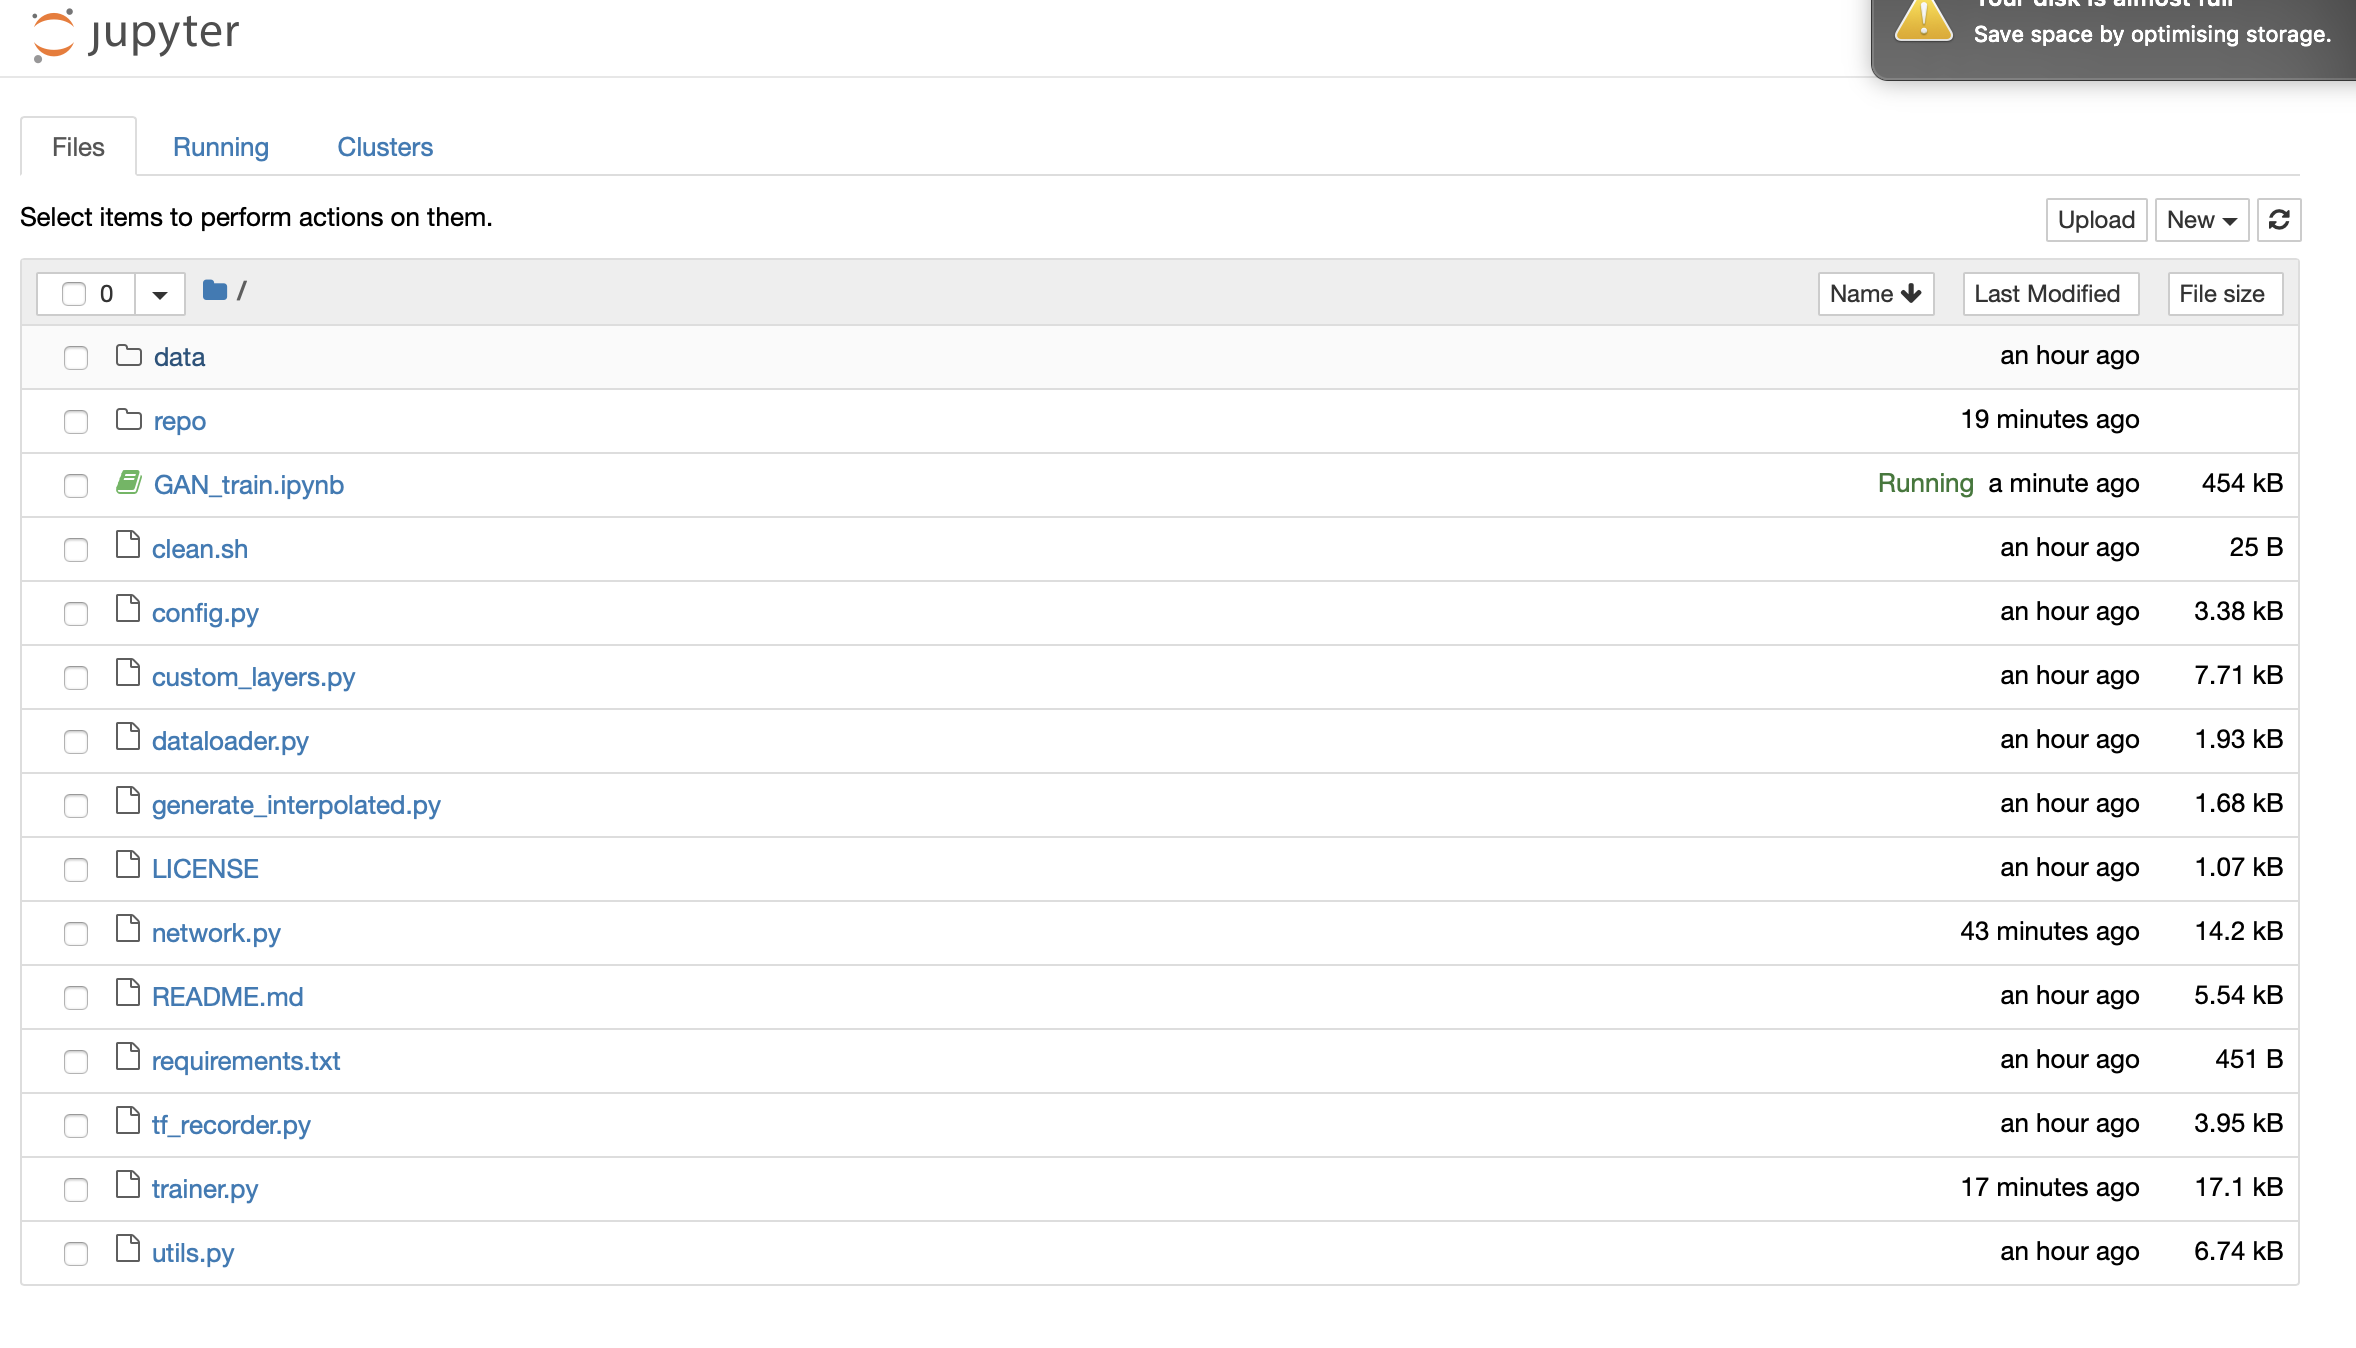 jupyter
Your disk is almost full
Save space by optimising storage.
Files Running Clusters
Select items to perform actions on them.
Upload New
0 / Name Last Modified File size
data an hour ago
repo 19 minutes ago
GAN_train.ipynb Running a minute ago 454 kB
clean.sh an hour ago 25 B
config.py an hour ago 3.38 kB
custom_layers.py an hour ago 7.71 kB
dataloader.py an hour ago 1.93 kB
generate_interpolated.py an hour ago 1.68 kB
LICENSE an hour ago 1.07 kB
network.py 43 minutes ago 14.2 kB
README.md an hour ago 5.54 kB
requirements.txt an hour ago 451 B
tf_recorder.py an hour ago 3.95 kB
trainer.py 17 minutes ago 17.1 kB
utils.py an hour ago 6.74 kB